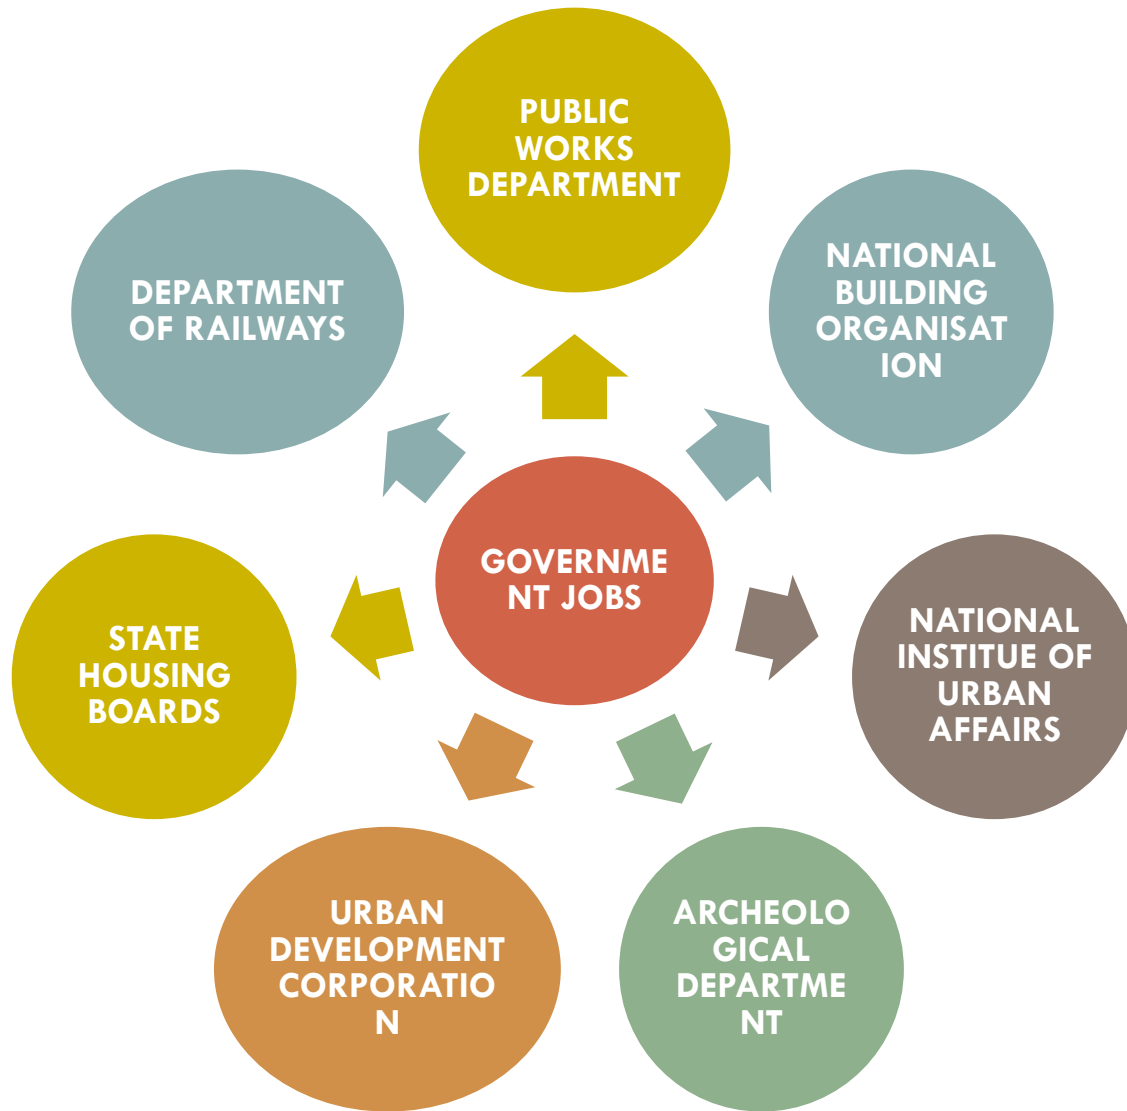 PUBLIC
WORKS
DEPARTMENT
NATIONAL
BUILDING
ORGANISAT
ION
DEPARTMENT
OF RAILWAYS
GOVERNME
NT JOBS
NATIONAL
INSTITUE OF
URBAN
AFFAIRS
STATE
HOUSING
BOARDS
URBAN
DEVELOPMENT
CORPORATIO
N
ARCHEOLO
GICAL
DEPARTME
NT